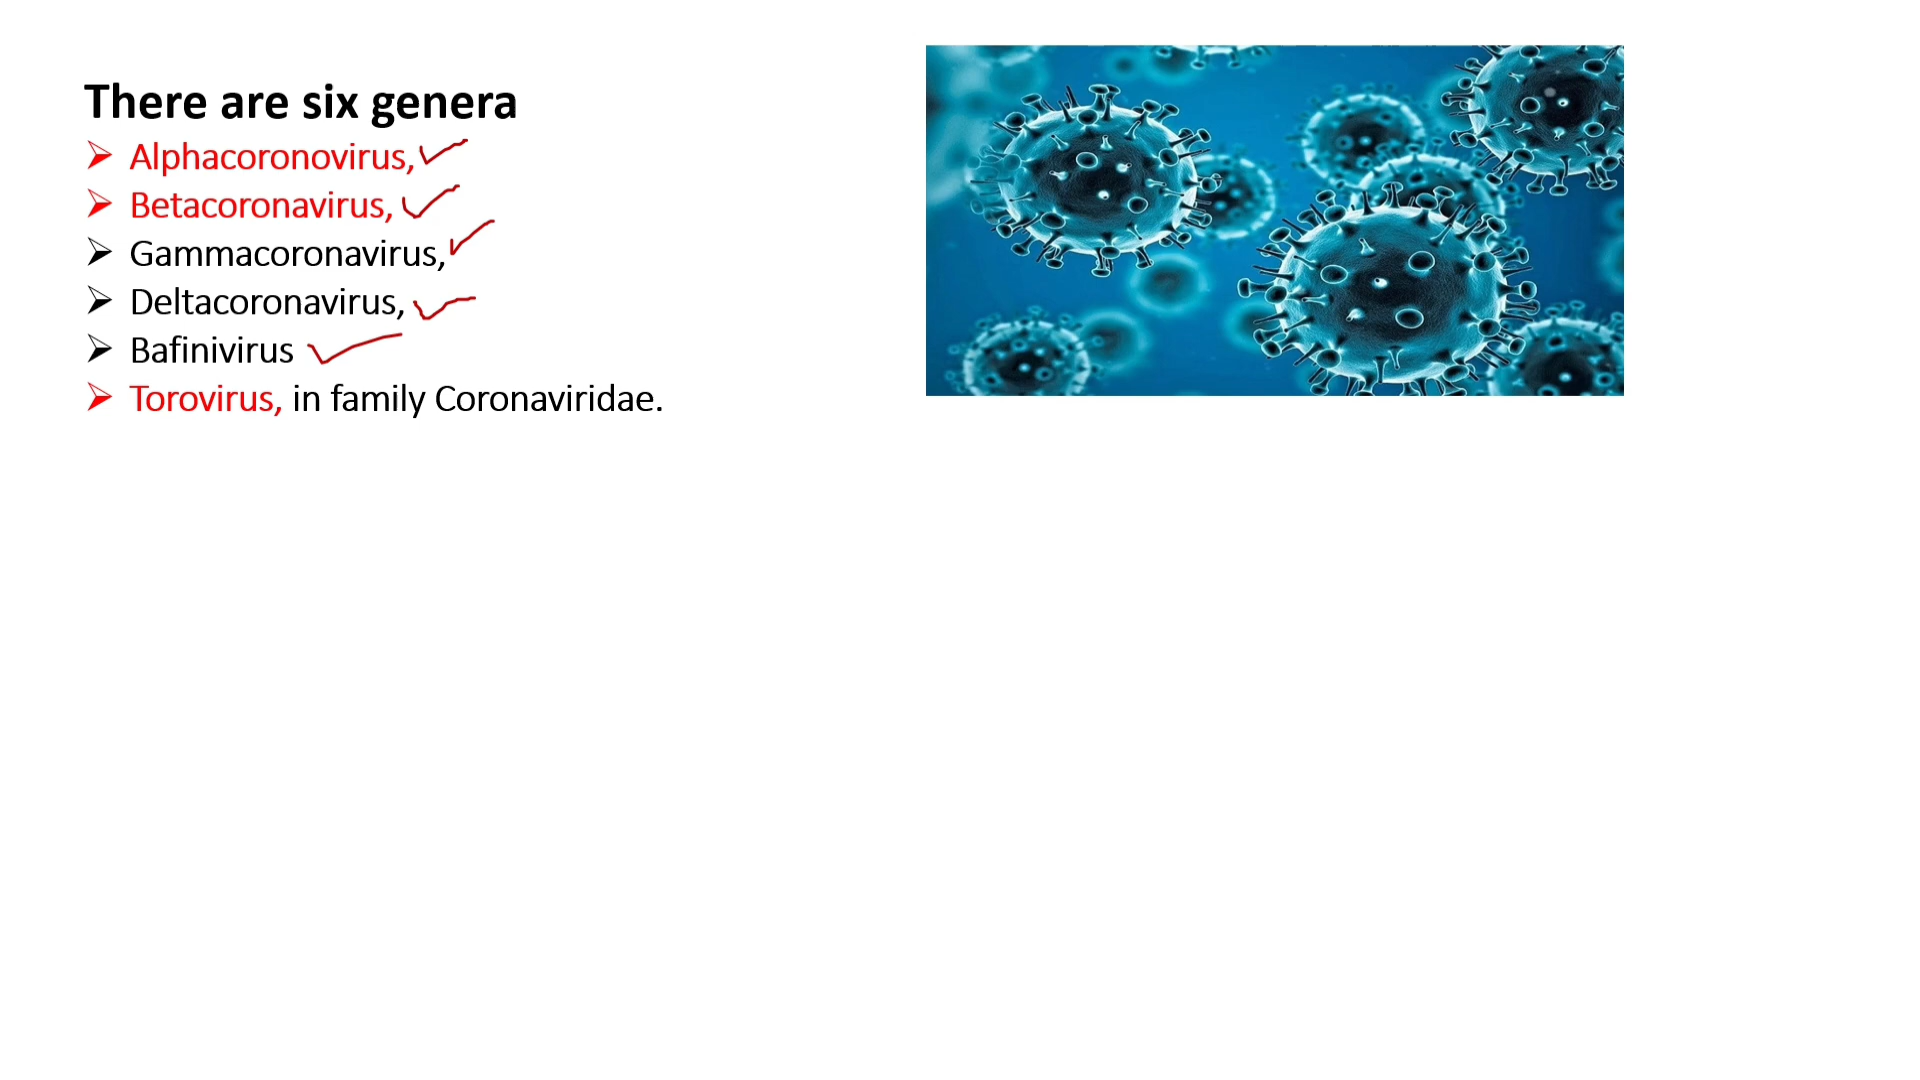 There are six genera
Alphacoronovirus,
Betacoronavirus,
Gammacoronavirus,
Deltacoronavirus,
Bafinivirus
Torovirus, in family Coronaviridae.